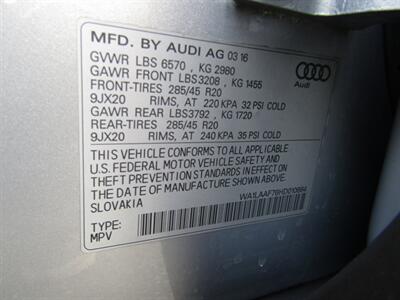 MFD. BY AUDI AG 03 16
GVWR LBS 6570 , KG 2980
GAWR FRONT LBS3208 , KG 1455
FRONT-TIRES 285/45 R20
9JX20 RIMS, AT 220 KPA 32 PSI COLD
GAWR REAR LBS3792 , KG 1720
REAR-TIRES 285/45 R20
9JX20 RIMS, AT 240 KPA 35 PSI COLD
Audi
THIS VEHICLE CONFORMS TO ALL APPLICABLE
U.S. FEDERAL MOTOR VEHICLE SAFETY AND
THEFT PREVENTION STANDARDS IN EFFECT ON
THE DATE OF MANUFACTURE SHOWN ABOVE
SLOVAKIA
WA1LAAF76HD010884
TYPE:
MPV